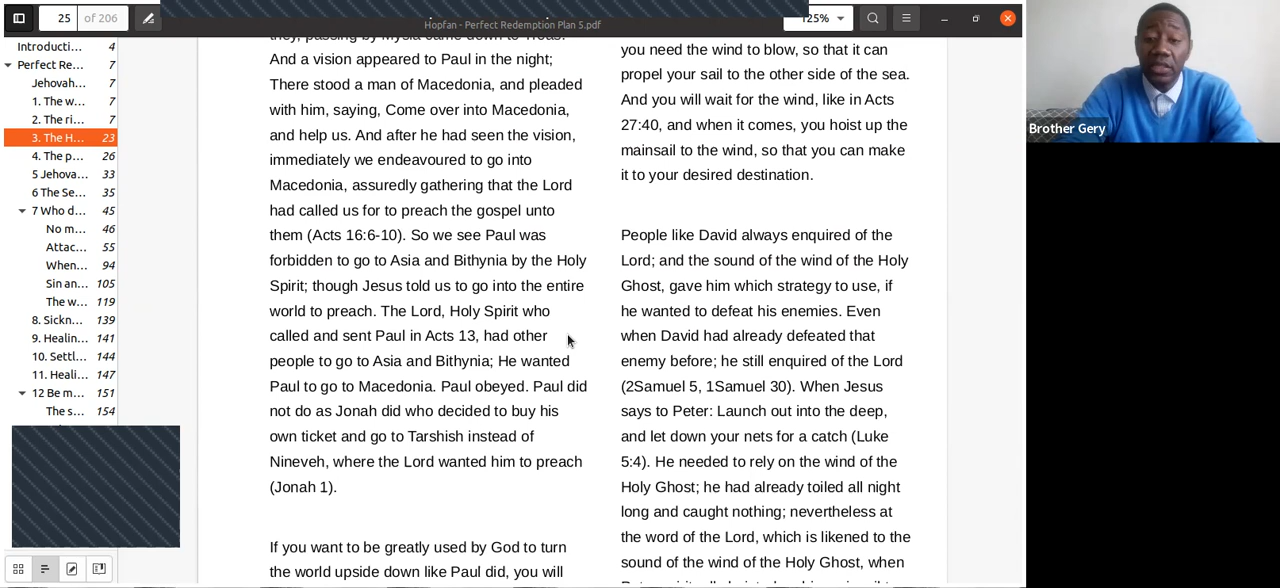 25 of 206
Hopfan - Perfect Redemption Plan 5.pdf
125%
Introducti... 4
Perfect Re... 7
Jehovah... 7
1. The w... 7
2. The ri... 7
3. The H... 23
4. The p... 26
5 Jehova... 33
6 The Se... 35
7 Who d... 45
No m... 46
Attac... 55
When... 94
Sin an... 105
The w... 119
8. Sickn... 139
9. Healin... 141
10. Settl... 144
11. Heali... 147
12 Be m... 151
The s... 154
they, passing by Mysia came down to Troas.
And a vision appeared to Paul in the night;
There stood a man of Macedonia, and pleaded
with him, saying, Come over into Macedonia,
and help us. And after he had seen the vision,
immediately we endeavoured to go into
Macedonia, assuredly gathering that the Lord
had called us for to preach the gospel unto
them (Acts 16:6-10). So we see Paul was
forbidden to go to Asia and Bithynia by the Holy
Spirit; though Jesus told us to go into the entire
world to preach. The Lord, Holy Spirit who
called and sent Paul in Acts 13, had other
people to go to Asia and Bithynia; He wanted
Paul to go to Macedonia. Paul obeyed. Paul did
not do as Jonah did who decided to buy his
own ticket and go to Tarshish instead of
Nineveh, where the Lord wanted him to preach
(Jonah 1).
If you want to be greatly used by God to turn
the world upside down like Paul did, you will
you need the wind to blow, so that it can
propel your sail to the other side of the sea.
And you will wait for the wind, like in Acts
27:40, and when it comes, you hoist up the
mainsail to the wind, so that you can make
it to your desired destination.
People like David always enquired of the
Lord; and the sound of the wind of the Holy
Ghost, gave him which strategy to use, if
he wanted to defeat his enemies. Even
when David had already defeated that
enemy before; he still enquired of the Lord
(2Samuel 5, 1Samuel 30). When Jesus
says to Peter: Launch out into the deep,
and let down your nets for a catch (Luke
5:4). He needed to rely on the wind of the
Holy Ghost; he had already toiled all night
long and caught nothing; nevertheless at
the word of the Lord, which is likened to the
sound of the wind of the Holy Ghost, when
Brother Gery